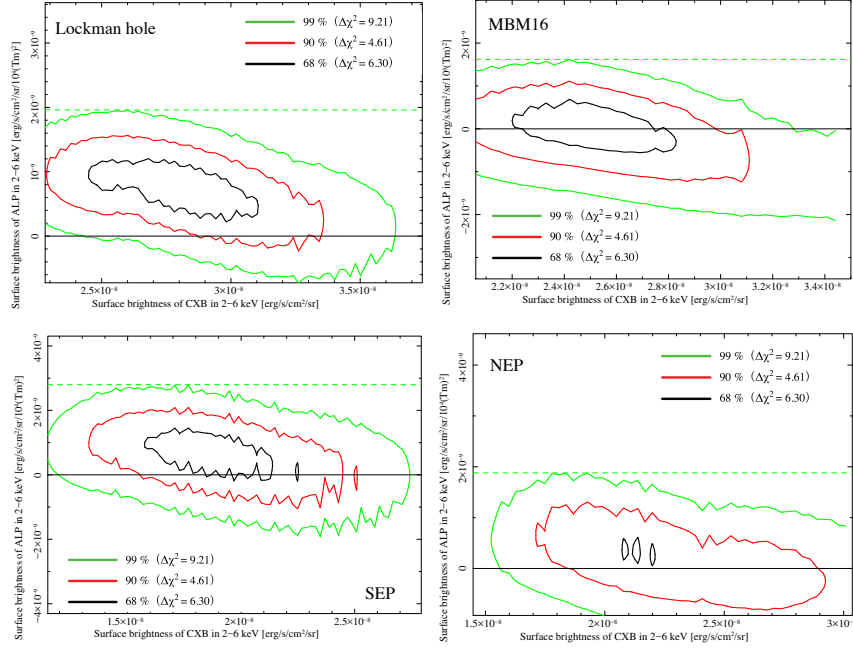 Lockman hole
99 % (Δχ² = 9.21)
90 % (Δχ² = 4.61)
68 % (Δχ² = 6.30)
Surface brightness of ALP in 2−6 keV [erg/s/cm²/sr/10⁴(Tm)²]
3×10⁻⁹
2×10⁻⁹
10⁻⁹
0
2.5×10⁻⁸ 3×10⁻⁸ 3.5×10⁻⁸
Surface brightness of CXB in 2−6 keV [erg/s/cm²/sr]
MBM16
Surface brightness of ALP in 2−6 keV [erg/s/cm²/sr/10⁴(Tm)²]
2×10⁻⁹
0
−2×10⁻⁹
99 % (Δχ² = 9.21)
90 % (Δχ² = 4.61)
68 % (Δχ² = 6.30)
2.2×10⁻⁸ 2.4×10⁻⁸ 2.6×10⁻⁸ 2.8×10⁻⁸ 3×10⁻⁸ 3.2×10⁻⁸ 3.4×10⁻⁸
Surface brightness of CXB in 2−6 keV [erg/s/cm²/sr]
Surface brightness of ALP in 2−6 keV [erg/s/cm²/sr/10⁴(Tm)²]
4×10⁻⁹
2×10⁻⁹
0
−2×10⁻⁹
−4×10⁻⁹
99 % (Δχ² = 9.21)
90 % (Δχ² = 4.61)
68 % (Δχ² = 6.30)
SEP
1.5×10⁻⁸ 2×10⁻⁸ 2.5×10⁻⁸
Surface brightness of CXB in 2−6 keV [erg/s/cm²/sr]
NEP
99 % (Δχ² = 9.21)
90 % (Δχ² = 4.61)
68 % (Δχ² = 6.30)
Surface brightness of ALP in 2−6 keV [erg/s/cm²/sr/10⁴(Tm)²]
4×10⁻⁹
2×10⁻⁹
0
1.5×10⁻⁸ 2×10⁻⁸ 2.5×10⁻⁸ 3×10⁻
Surface brightness of CXB in 2−6 keV [erg/s/cm²/sr]